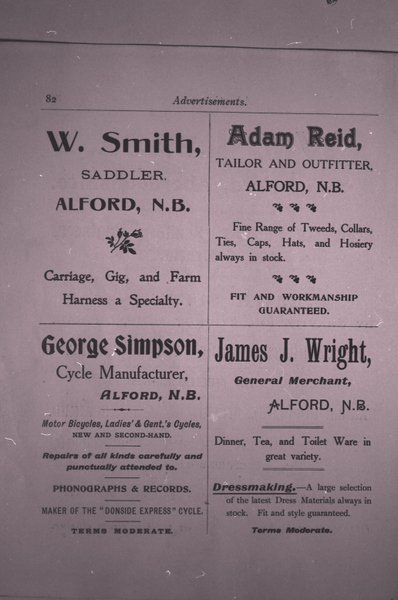 82
Advertisements.
W. Smith,
SADDLER.
ALFORD, N.B.
Carriage, Gig, and Farm
Harness a Specialty.
Adam Reid,
TAILOR AND OUTFITTER,
ALFORD, N.B.
Fine Range of Tweeds, Collars,
Ties, Caps, Hats, and Hosiery
always in stock.
FIT AND WORKMANSHIP
GUARANTEED.
George Simpson,
Cycle Manufacturer,
ALFORD, N.B.
Motor Bicycles, Ladies' & Gent.'s Cycles,
NEW AND SECOND-HAND.
Repairs of all kinds carefully and
punctually attended to.
PHONOGRAPHS & RECORDS.
MAKER OF THE "DONSIDE EXPRESS" CYCLE.
TERMS MODERATE.
James J. Wright,
General Merchant,
ALFORD, N.B.
Dinner, Tea, and Toilet Ware in
great variety.
Dressmaking.—A large selection
of the latest Dress Materials always in
stock. Fit and style guaranteed.
Terms Moderate.